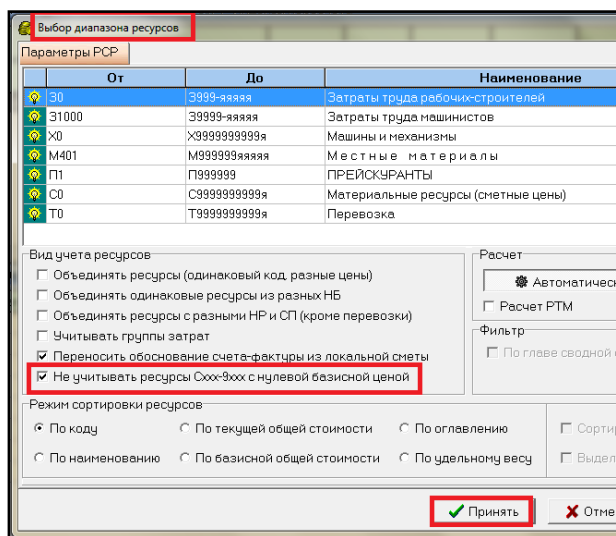 Выбор диапазона ресурсов
Параметры РСР
От До Наименование
З0 З999-яяяяя Затраты труда рабочих-строителей
З1000 З9999-яяяяя Затраты труда машинистов
Х0 Х9999999999я Машины и механизмы
М401 М999999яяяяя Местные материалы
П1 П999999 ПРЕЙСКУРАНТЫ
С0 С9999999999я Материальные ресурсы (сметные цены)
Т0 Т9999999999я Перевозка
Вид учета ресурсов Расчет
Объединять ресурсы (одинаковый код, разные цены) Автоматическ
Объединять одинаковые ресурсы из разных НБ Расчет РТМ
Объединять ресурсы с разными НР и СП (кроме перевозки)
Учитывать группы затрат Фильтр
Переносить обоснование счета-фактуры из локальной сметы По главе сводной
Не учитывать ресурсы Сххх-9ххх с нулевой базисной ценой
Режим сортировки ресурсов
По коду По текущей общей стоимости По оглавлению Сорти
По наименованию По базисной общей стоимости По удельному весу Выдел
Принять Отме